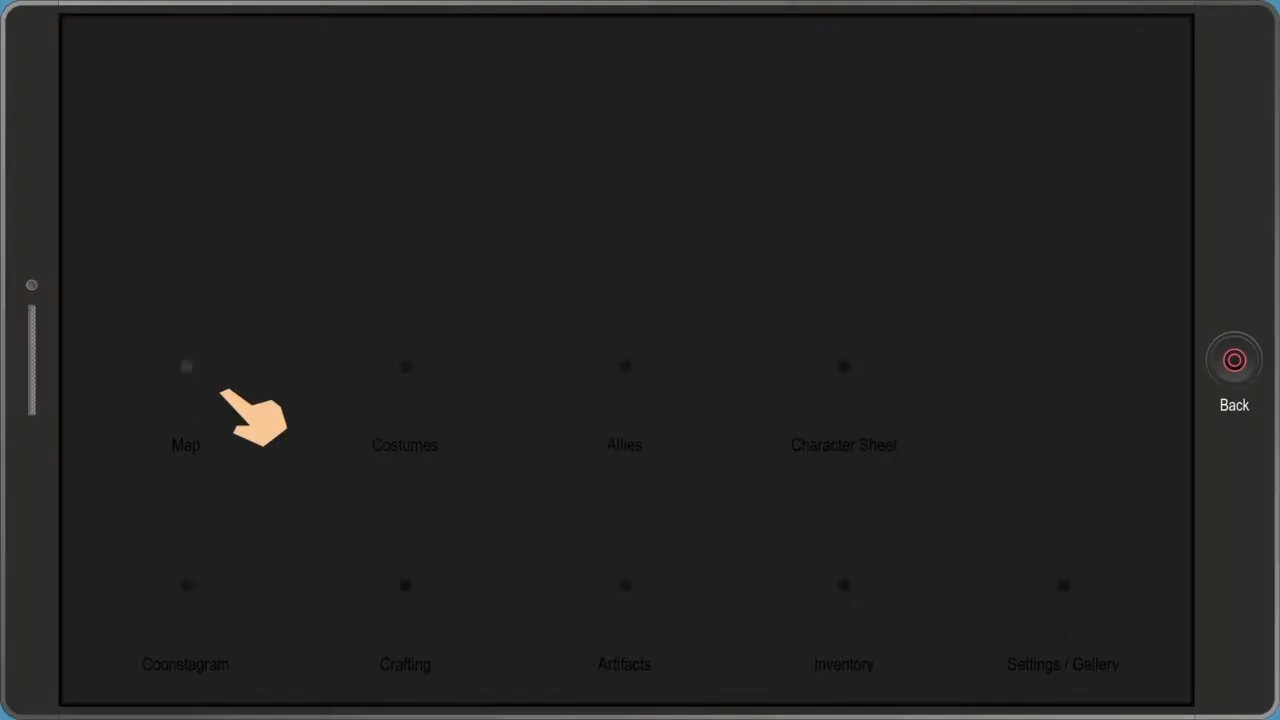 Back
Map
Costumes
Allies
Character Sheet
Coonstagram
Crafting
Artifacts
Inventory
Settings / Gallery